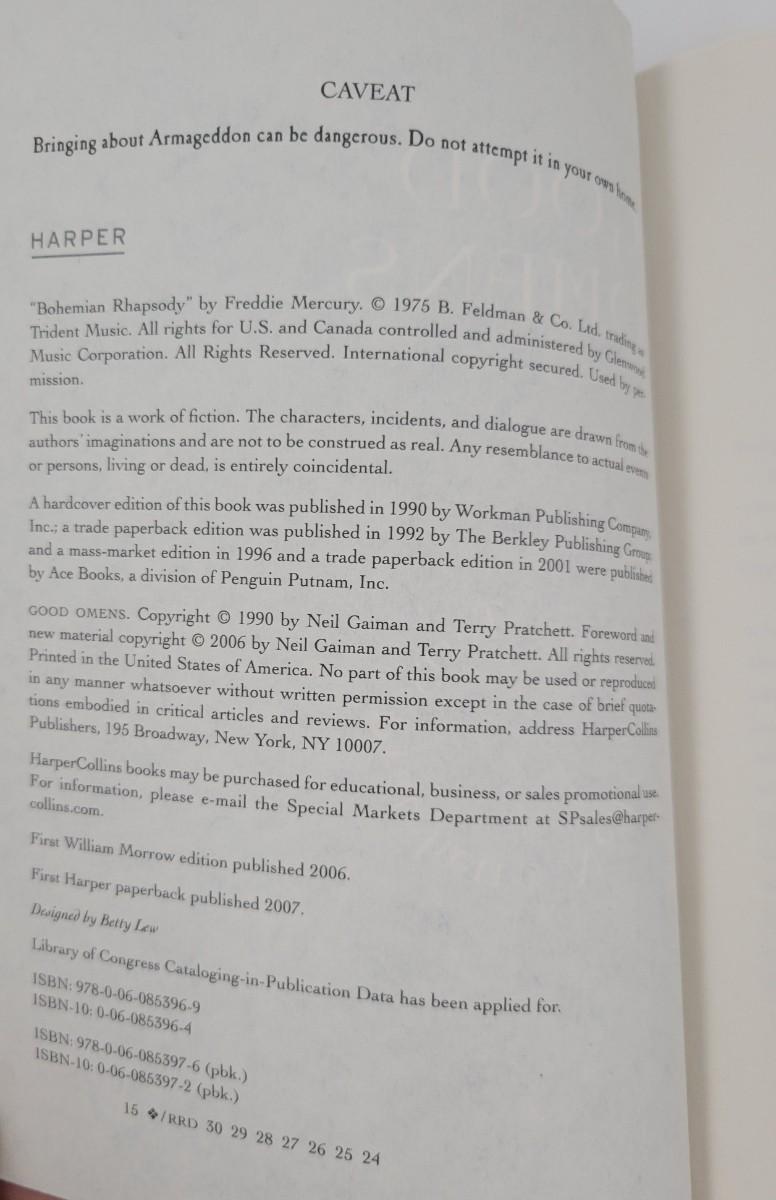 CAVEAT
Bringing about Armageddon can be dangerous. Do not attempt it in your own home.
HARPER
"Bohemian Rhapsody" by Freddie Mercury. © 1975 B. Feldman & Co. Ltd. trading as
Trident Music. All rights for U.S. and Canada controlled and administered by Glenwood
Music Corporation. All Rights Reserved. International copyright secured. Used by per-
mission.
This book is a work of fiction. The characters, incidents, and dialogue are drawn from the
authors' imaginations and are not to be construed as real. Any resemblance to actual events
or persons, living or dead, is entirely coincidental.
A hardcover edition of this book was published in 1990 by Workman Publishing Company,
Inc.; a trade paperback edition was published in 1992 by The Berkley Publishing Group;
and a mass-market edition in 1996 and a trade paperback edition in 2001 were published
by Ace Books, a division of Penguin Putnam, Inc.
GOOD OMENS. Copyright © 1990 by Neil Gaiman and Terry Pratchett. Foreword and
new material copyright © 2006 by Neil Gaiman and Terry Pratchett. All rights reserved.
Printed in the United States of America. No part of this book may be used or reproduced
in any manner whatsoever without written permission except in the case of brief quota-
tions embodied in critical articles and reviews. For information, address HarperCollins
Publishers, 195 Broadway, New York, NY 10007.
HarperCollins books may be purchased for educational, business, or sales promotional use.
For information, please e-mail the Special Markets Department at SPsales@harper-
collins.com.
First William Morrow edition published 2006.
First Harper paperback published 2007.
Designed by Betty Lew
Library of Congress Cataloging-in-Publication Data has been applied for.
ISBN: 978-0-06-085396-9
ISBN-10: 0-06-085396-4
ISBN: 978-0-06-085397-6 (pbk.)
ISBN-10: 0-06-085397-2 (pbk.)
15 ❖/RRD 30 29 28 27 26 25 24